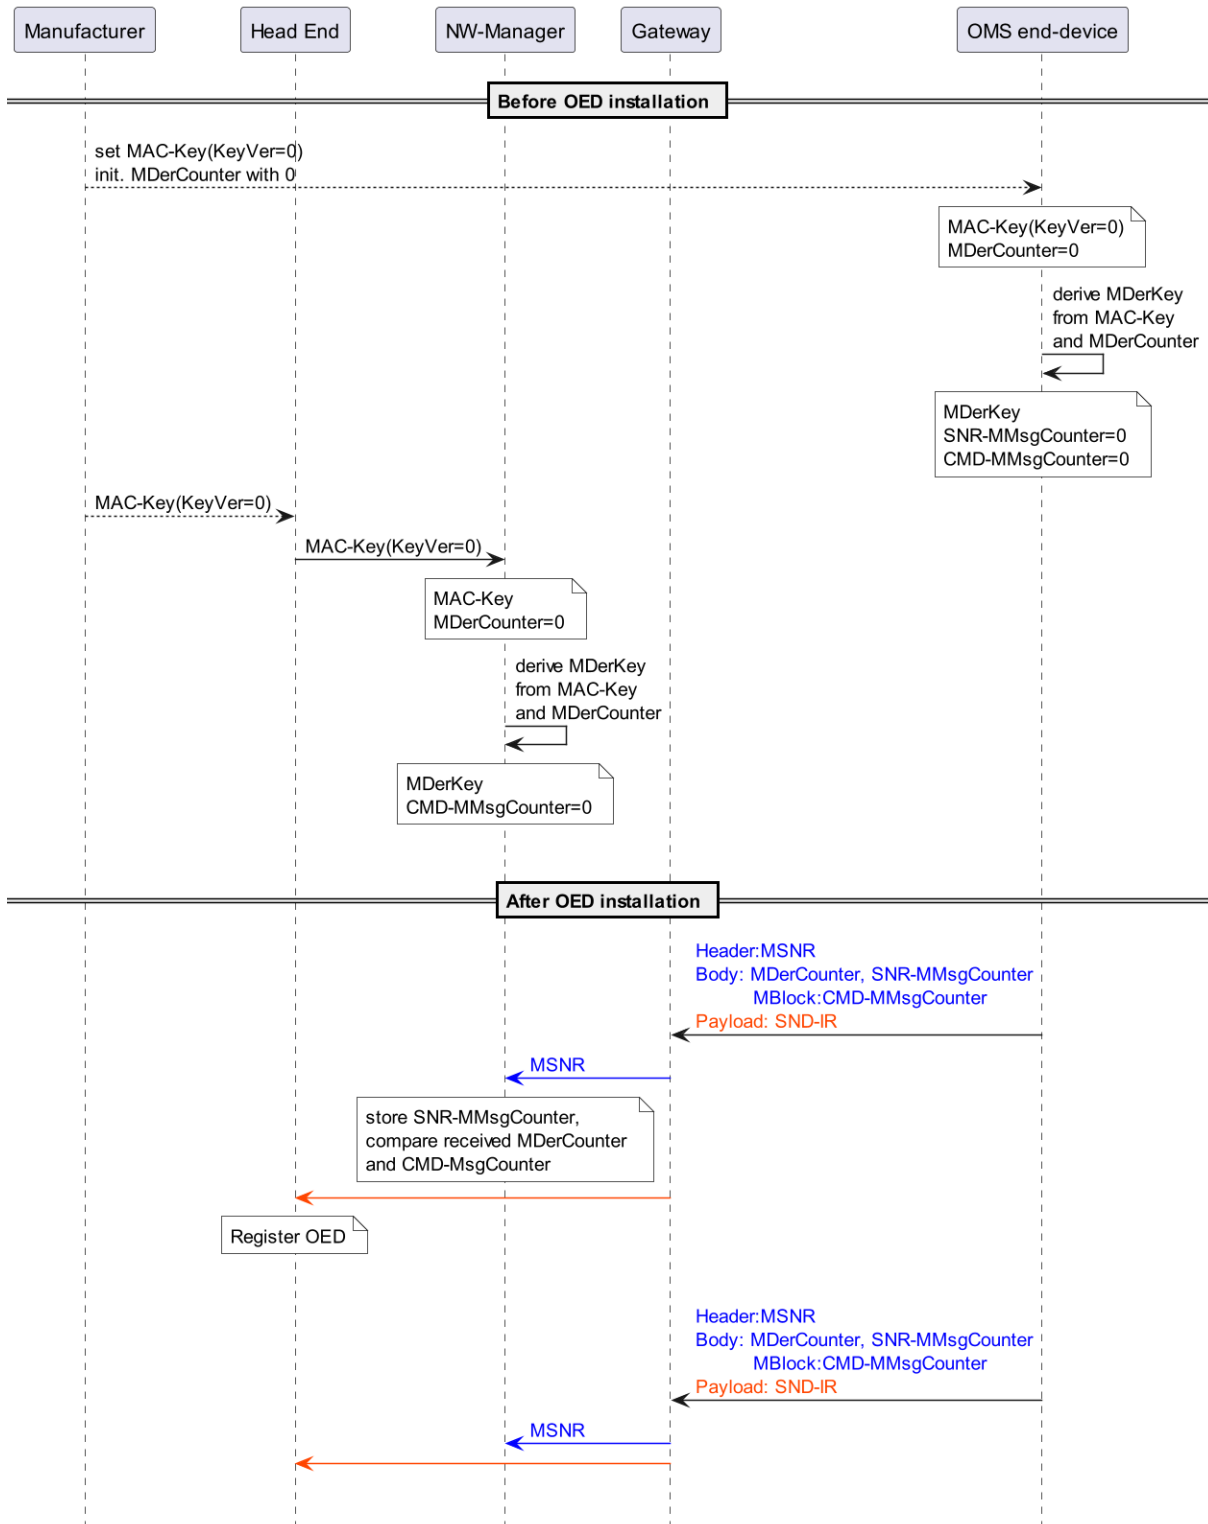 Manufacturer
Head End
NW-Manager
Gateway
OMS end-device
Before OED installation
set MAC-Key(KeyVer=0)
init. MDerCounter with 0
MAC-Key(KeyVer=0)
MDerCounter=0
derive MDerKey
from MAC-Key
and MDerCounter
MDerKey
SNR-MMsgCounter=0
CMD-MMsgCounter=0
MAC-Key(KeyVer=0)
MAC-Key(KeyVer=0)
MAC-Key
MDerCounter=0
derive MDerKey
from MAC-Key
and MDerCounter
MDerKey
CMD-MMsgCounter=0
After OED installation
Header:MSNR
Body: MDerCounter, SNR-MMsgCounter
MBlock:CMD-MMsgCounter
Payload: SND-IR
MSNR
store SNR-MMsgCounter,
compare received MDerCounter
and CMD-MsgCounter
Register OED
Header:MSNR
Body: MDerCounter, SNR-MMsgCounter
MBlock:CMD-MMsgCounter
Payload: SND-IR
MSNR